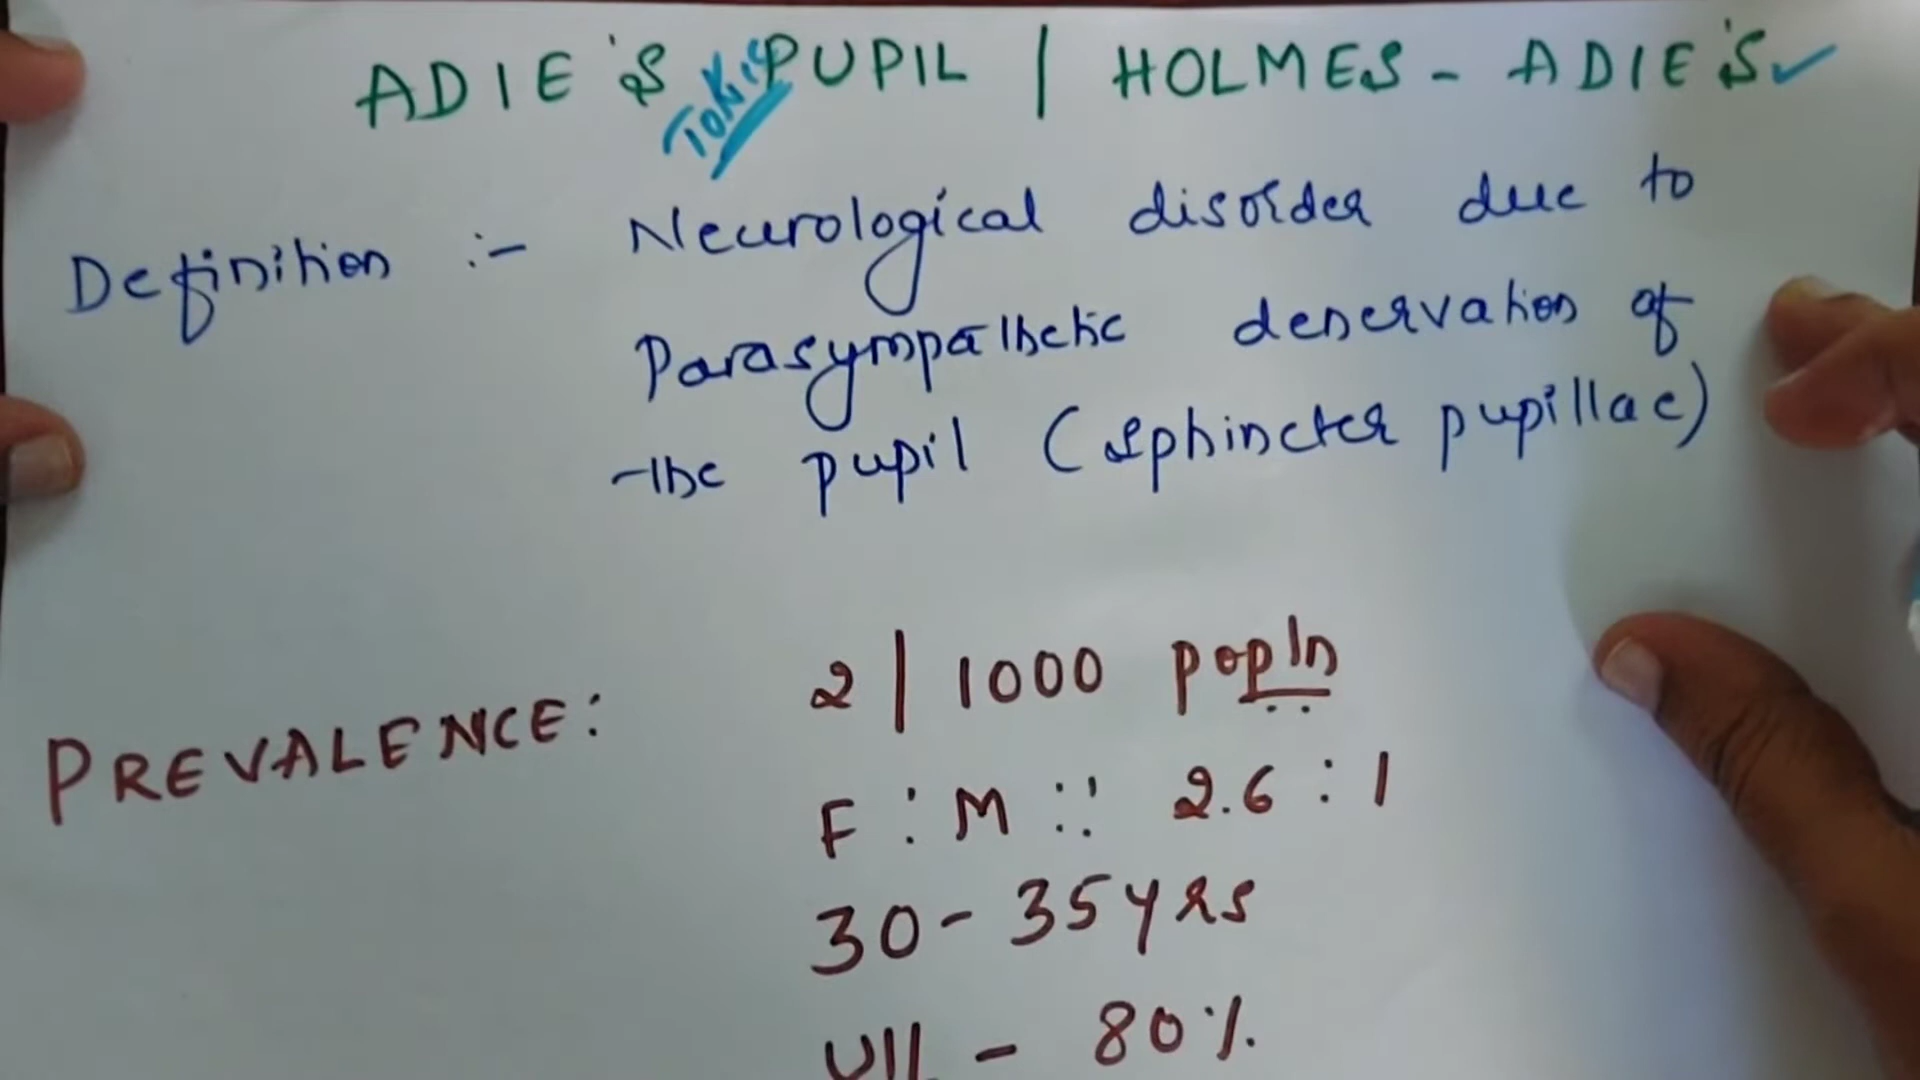 ADIE'S TONIC PUPIL | HOLMES - ADIE'S ✓
Definition :- Neurological disorder due to
Parasympathetic denervation of
the pupil (sphincter pupillae)
PREVALENCE: 2 | 1000 popln
F : M :: 2.6 : 1
30 - 35 yrs
U/L - 80 %